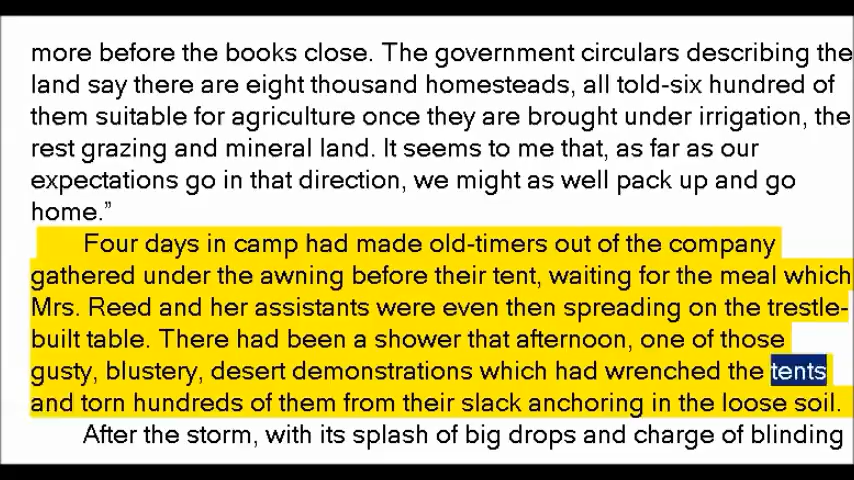 more before the books close. The government circulars describing the
land say there are eight thousand homesteads, all told-six hundred of
them suitable for agriculture once they are brought under irrigation, the
rest grazing and mineral land. It seems to me that, as far as our
expectations go in that direction, we might as well pack up and go
home.”
Four days in camp had made old-timers out of the company
gathered under the awning before their tent, waiting for the meal which
Mrs. Reed and her assistants were even then spreading on the trestle-
built table. There had been a shower that afternoon, one of those
gusty, blustery, desert demonstrations which had wrenched the tents
and torn hundreds of them from their slack anchoring in the loose soil.
After the storm, with its splash of big drops and charge of blinding